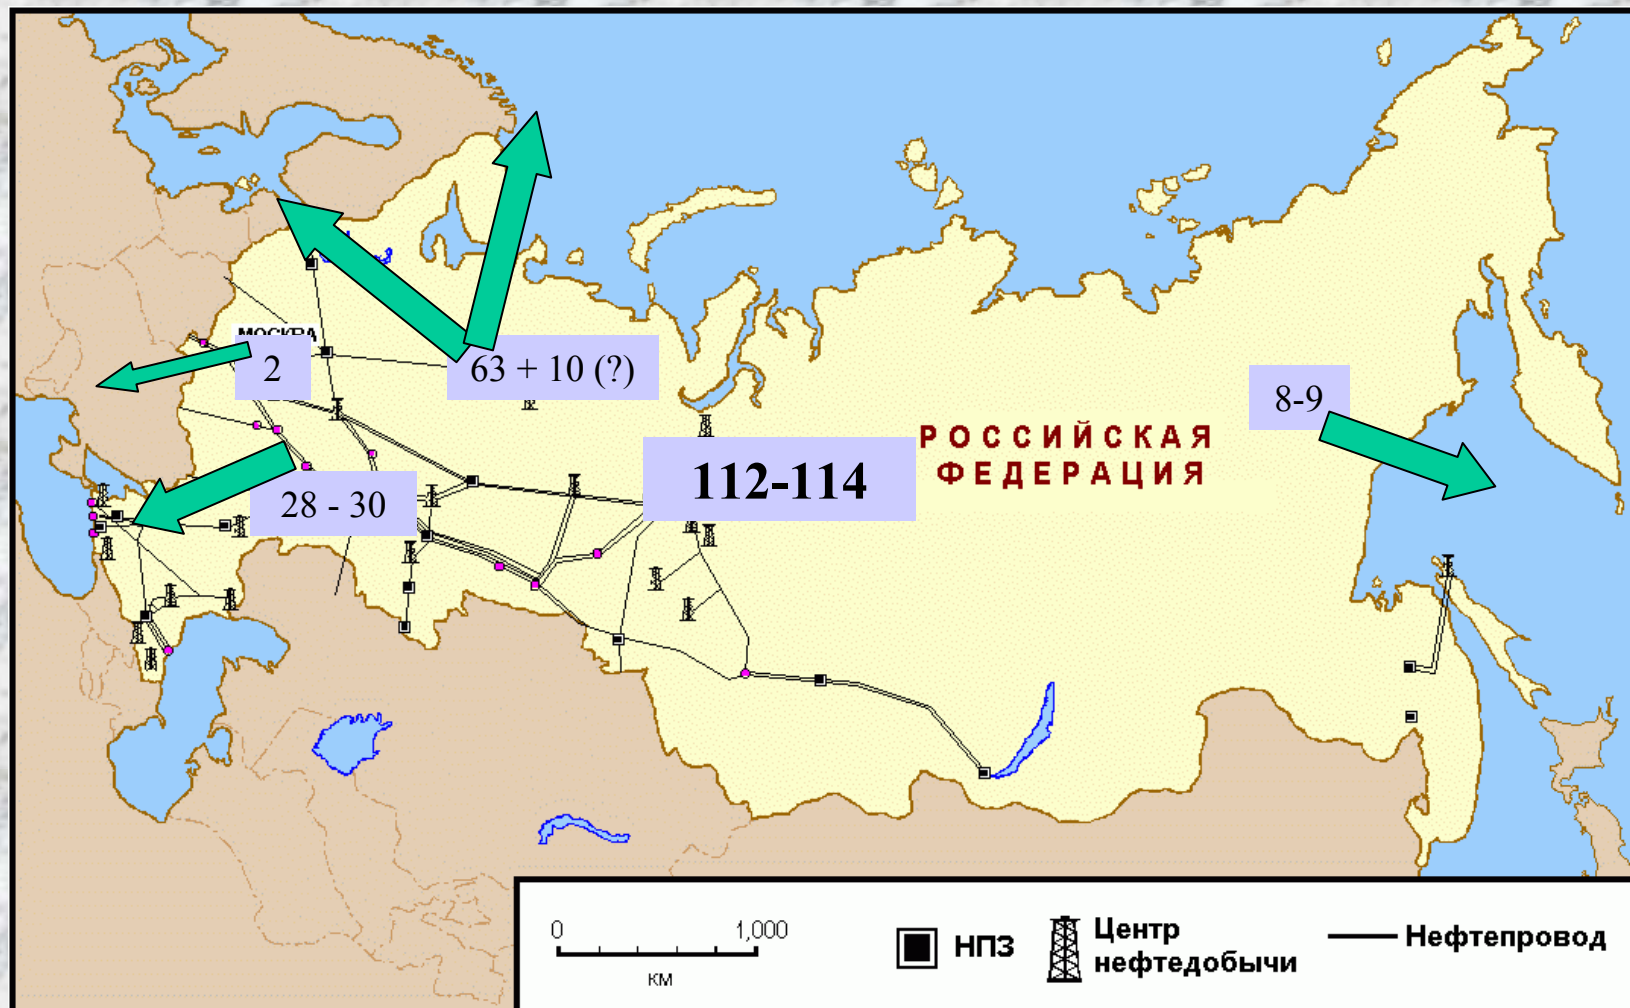 МОСКВА
2
63 + 10 (?)
8-9
РОССИЙСКАЯ
ФЕДЕРАЦИЯ
112-114
28 - 30
0 1,000
км
НПЗ
Центр
нефтедобычи
Нефтепровод